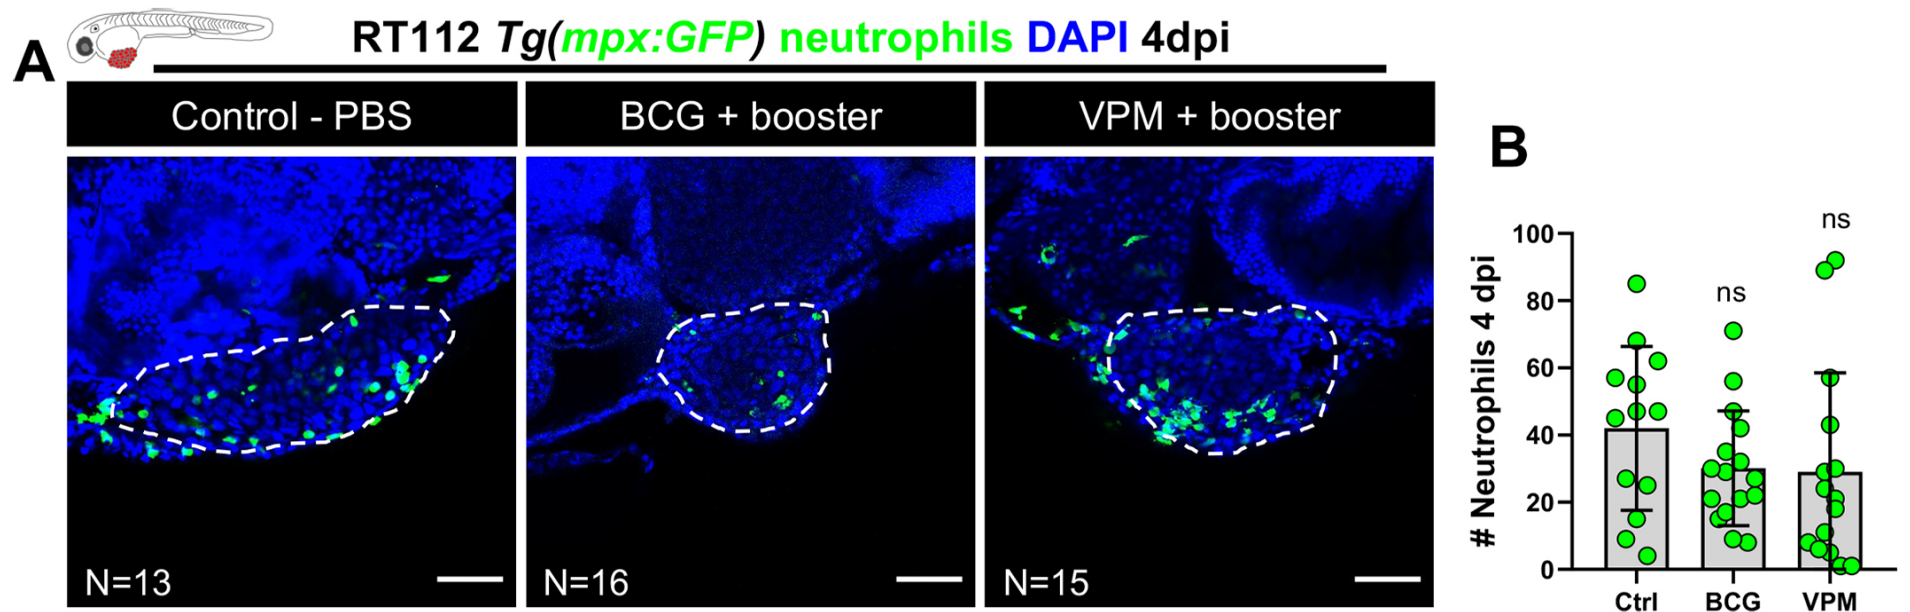 A
RT112 Tg(mpx:GFP) neutrophils DAPI 4dpi
Control - PBS
BCG + booster
VPM + booster
N=13
N=16
N=15
B
# Neutrophils 4 dpi
100
80
60
40
20
0
ns
ns
Ctrl
BCG
VPM